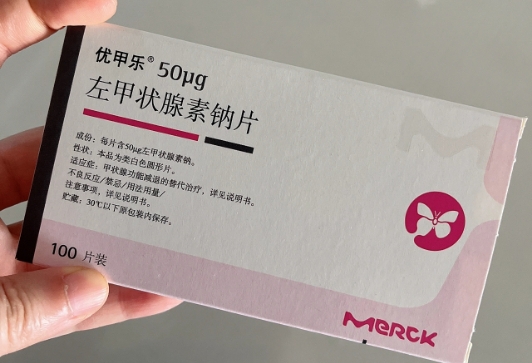 优甲乐® 50μg
左甲状腺素钠片
成份：每片含50μg左甲状腺素钠。
性状：本品为类白色圆形片。
适应症：甲状腺功能减退的替代治疗，详见说明书。
不良反应/禁忌/用法用量/
注意事项，详见说明书。
贮藏：30℃以下原包装内保存。
100 片装
MERCK